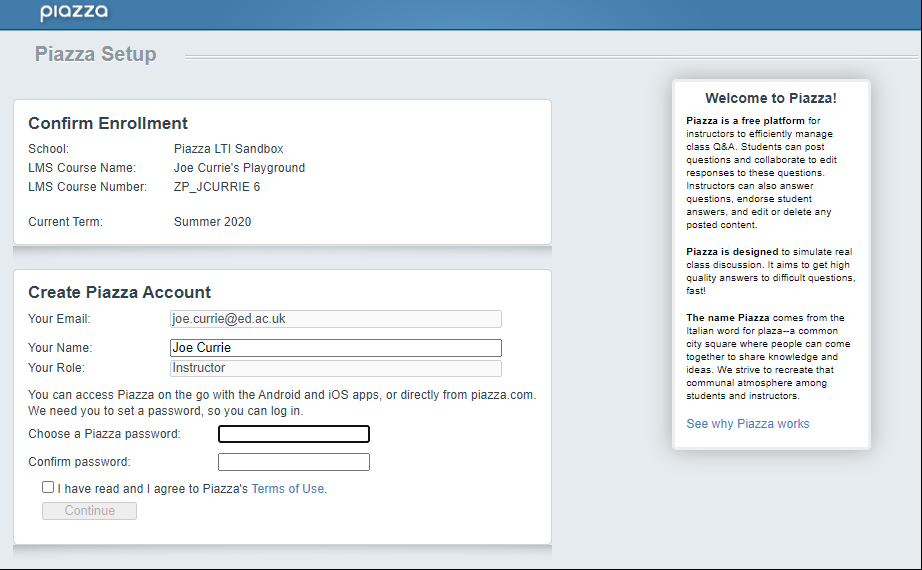 piazza
Piazza Setup
Confirm Enrollment
School: Piazza LTI Sandbox
LMS Course Name: Joe Currie's Playground
LMS Course Number: ZP_JCURRIE 6
Current Term: Summer 2020
Create Piazza Account
Your Email: joe.currie@ed.ac.uk
Your Name: Joe Currie
Your Role: Instructor
You can access Piazza on the go with the Android and iOS apps, or directly from piazza.com.
We need you to set a password, so you can log in.
Choose a Piazza password:
Confirm password:
I have read and I agree to Piazza's Terms of Use.
Continue
Welcome to Piazza!
Piazza is a free platform for
instructors to efficiently manage
class Q&A. Students can post
questions and collaborate to edit
responses to these questions.
Instructors can also answer
questions, endorse student
answers, and edit or delete any
posted content.
Piazza is designed to simulate real
class discussion. It aims to get high
quality answers to difficult questions,
fast!
The name Piazza comes from the
Italian word for plaza--a common
city square where people can come
together to share knowledge and
ideas. We strive to recreate that
communal atmosphere among
students and instructors.
See why Piazza works